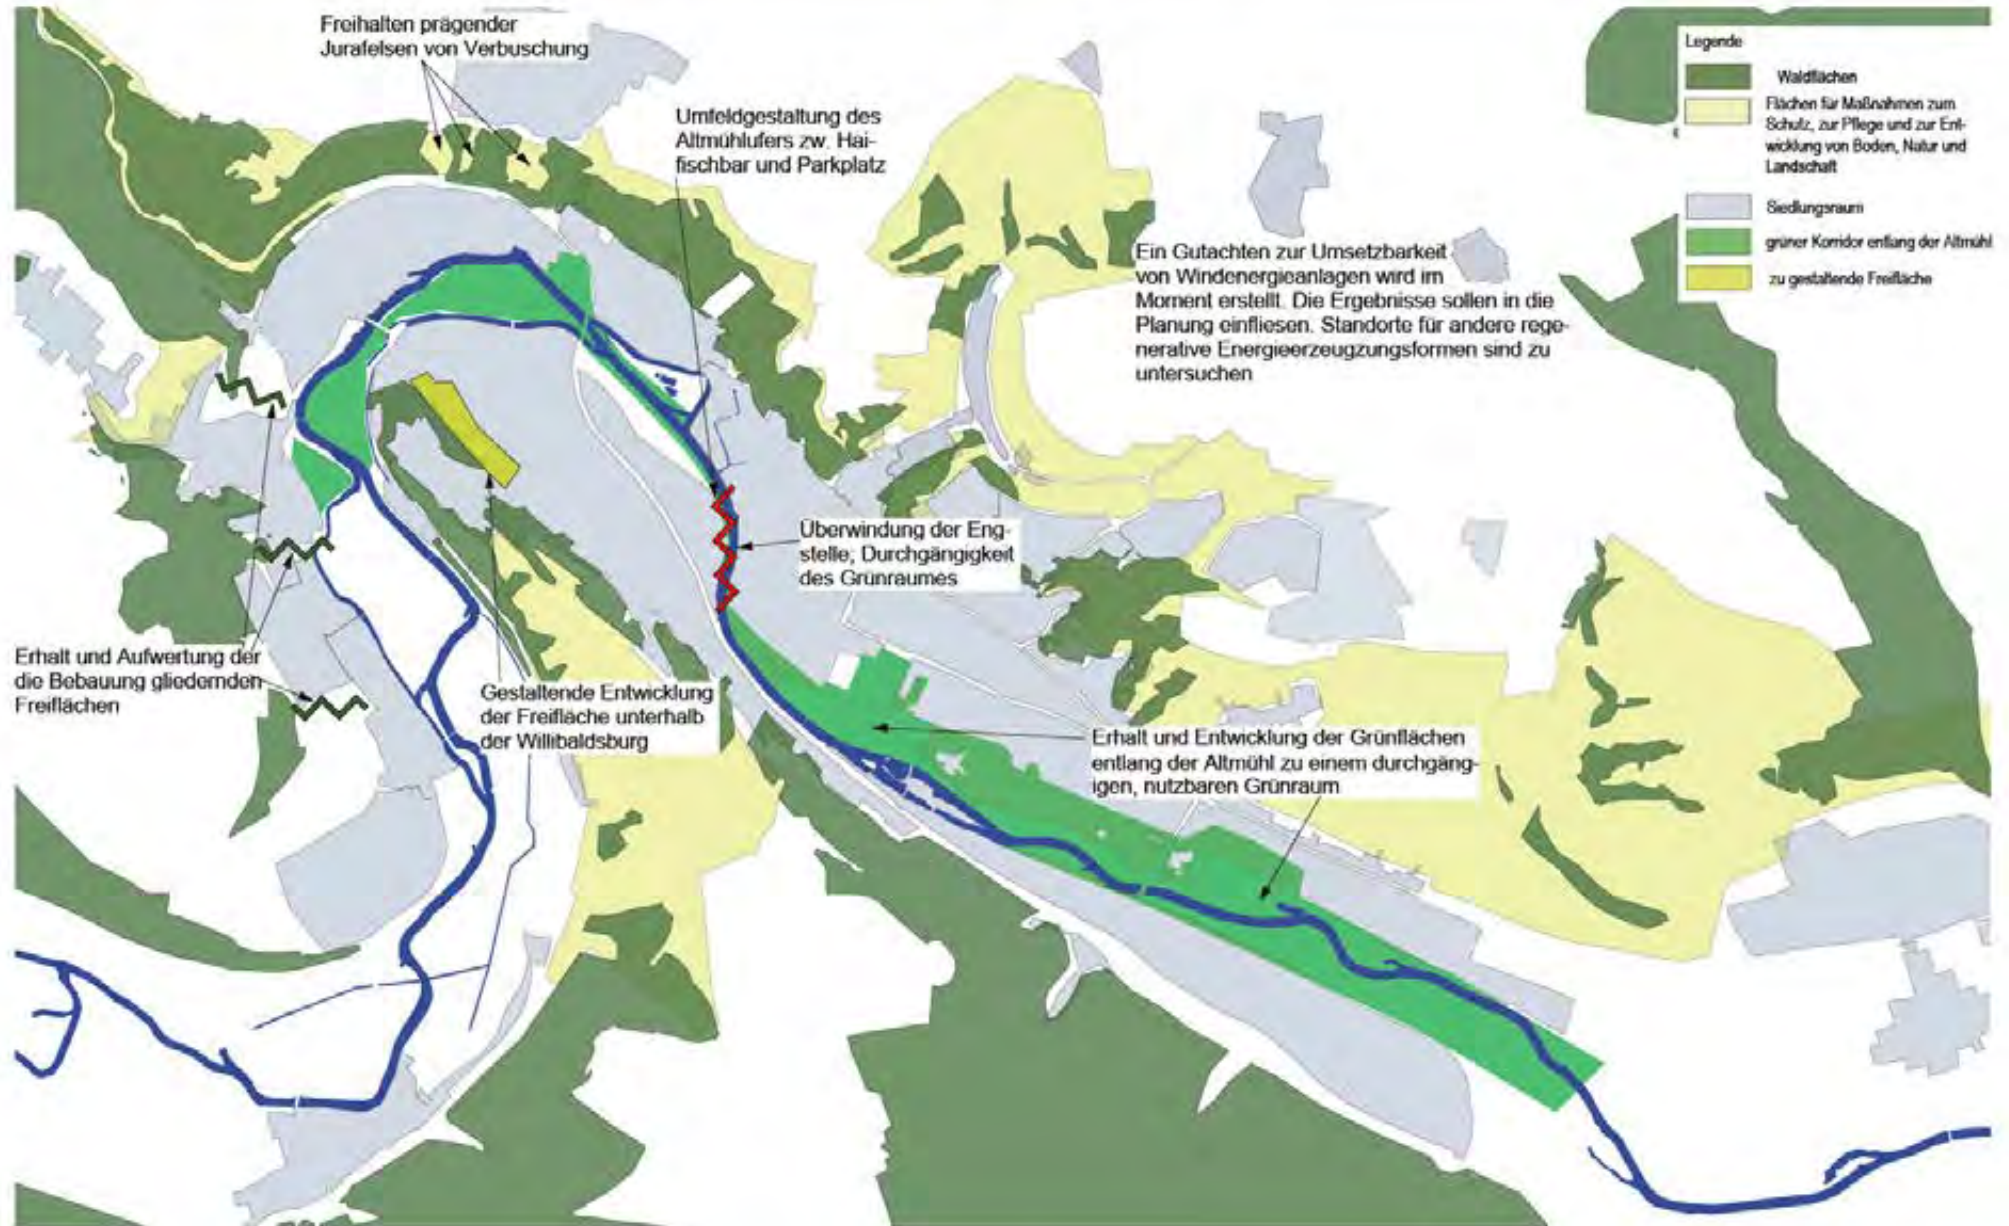 Freihalten prägender
Jurafelsen von Verbuschung
Umfeldgestaltung des
Altmühlufers zw. Hai-
fischbar und Parkplatz
Legende
Waldflächen
Flächen für Maßnahmen zum
Schutz, zur Pflege und zur Ent-
wicklung von Boden, Natur und
Landschaft
Siedlungsraum
grüner Korridor entlang der Altmühl
zu gestaltende Freifläche
Ein Gutachten zur Umsetzbarkeit
von Windenergieanlagen wird im
Moment erstellt. Die Ergebnisse sollen in die
Planung einfliesen. Standorte für andere rege-
nerative Energieerzeugzungsformen sind zu
untersuchen
Überwindung der Eng-
stelle; Durchgängigkeit
des Grünraumes
Erhalt und Aufwertung der
die Bebauung gliedernden
Freiflächen
Gestaltende Entwicklung
der Freifläche unterhalb
der Willibaldsburg
Erhalt und Entwicklung der Grünflächen
entlang der Altmühl zu einem durchgäng-
igen, nutzbaren Grünraum